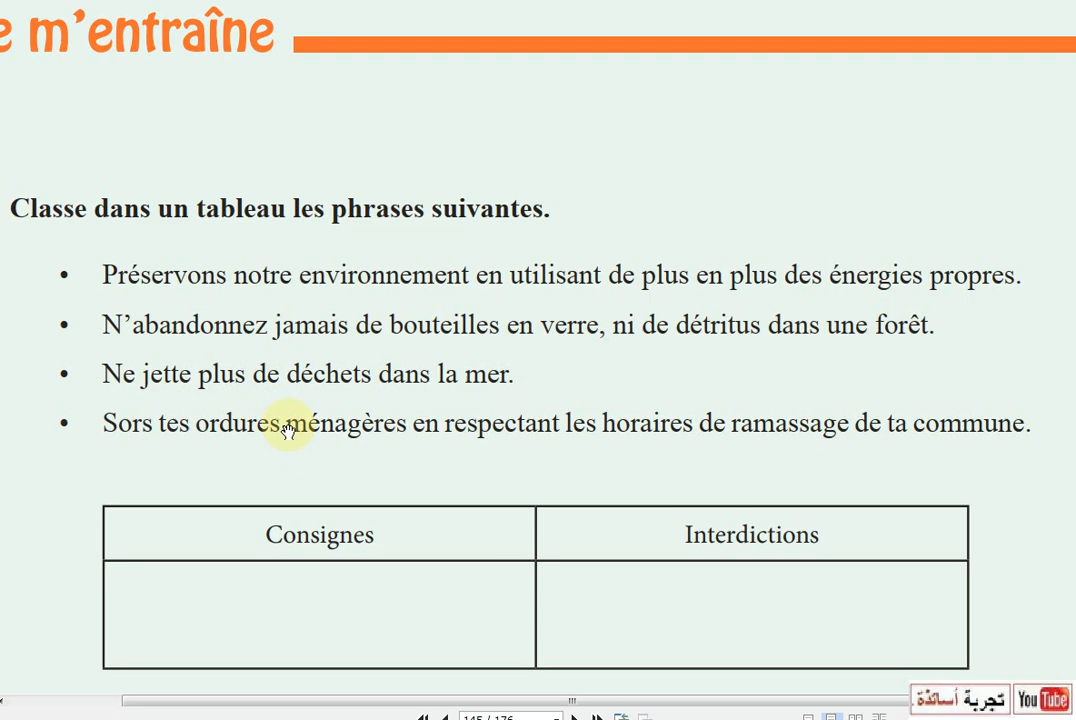 e m’entraîne
Classe dans un tableau les phrases suivantes.
• Préservons notre environnement en utilisant de plus en plus des énergies propres.
• N’abandonnez jamais de bouteilles en verre, ni de détritus dans une forêt.
• Ne jette plus de déchets dans la mer.
• Sors tes ordures ménagères en respectant les horaires de ramassage de ta commune.
Consignes Interdictions
تجربة أساتذة
You Tube
145 / 176